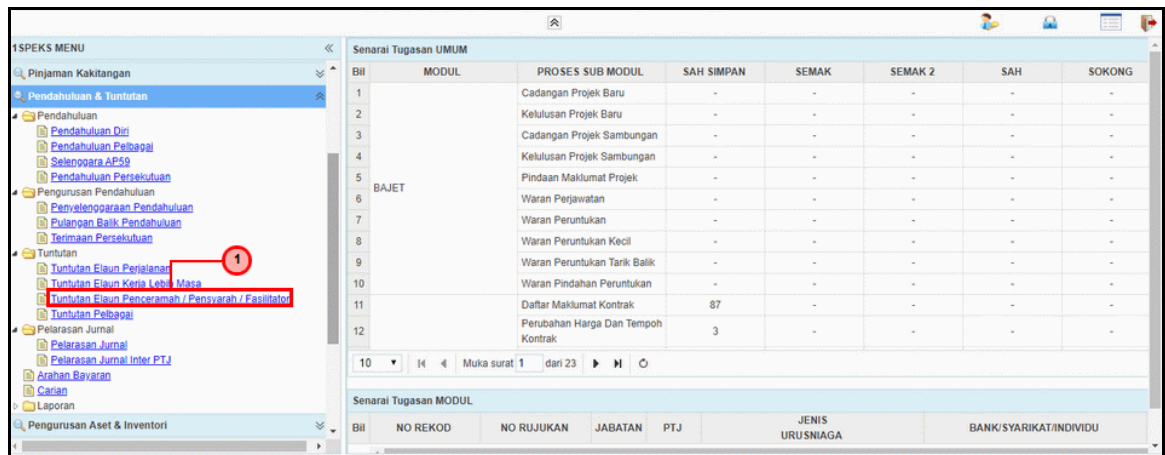 1SPEKS MENU
Pinjaman Kakitangan
Pendahuluan & Tuntutan
Pendahuluan
Pendahuluan Diri
Pendahuluan Pelbagai
Selenggara AP59
Pendahuluan Persekutuan
Pengurusan Pendahuluan
Penyelenggaraan Pendahuluan
Pulangan Balik Pendahuluan
Terimaan Persekutuan
Tuntutan
1
Tuntutan Elaun Perjalanan
Tuntutan Elaun Kerja Lebih Masa
Tuntutan Elaun Penceramah / Pensyarah / Fasilitator
Tuntutan Pelbagai
Pelarasan Jurnal
Pelarasan Jurnal
Pelarasan Jurnal Inter PTJ
Arahan Bayaran
Carian
Laporan
Pengurusan Aset & Inventori
Senarai Tugasan UMUM
Bil MODUL PROSES SUB MODUL SAH SIMPAN SEMAK SEMAK 2 SAH SOKONG
1 Cadangan Projek Baru - - - - -
2 Kelulusan Projek Baru - - - - -
3 Cadangan Projek Sambungan - - - - -
4 Kelulusan Projek Sambungan - - - - -
5 Pindaan Maklumat Projek - - - - -
BAJET
6 Waran Perjawatan - - - - -
7 Waran Peruntukan - - - - -
8 Waran Peruntukan Kecil - - - - -
9 Waran Peruntukan Tarik Balik - - - - -
10 Waran Pindahan Peruntukan - - - - -
11 Daftar Maklumat Kontrak 87 - - - -
12 Perubahan Harga Dan Tempoh Kontrak 3 - - - -
10 Muka surat 1 dari 23
Senarai Tugasan MODUL
Bil NO REKOD NO RUJUKAN JABATAN PTJ JENIS URUSNIAGA BANK/SYARIKAT/INDIVIDU